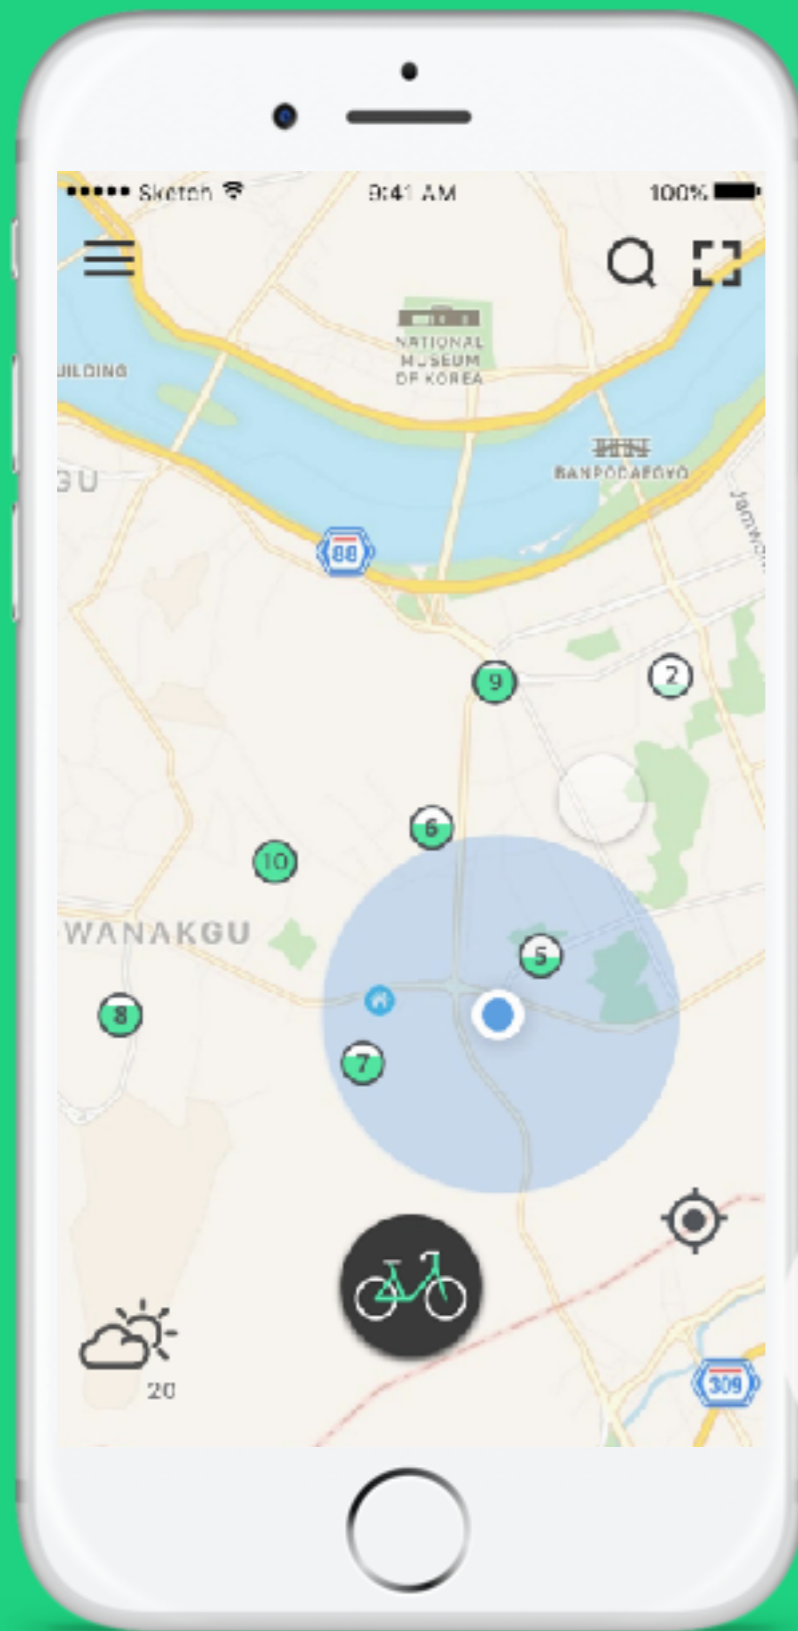 Sketch
9:41 AM
100%
NATIONAL
MUSEUM
OF KOREA
UILDING
BANPODAEGYO
GU
88
9
2
6
10
WANAKGU
5
8
7
20
309